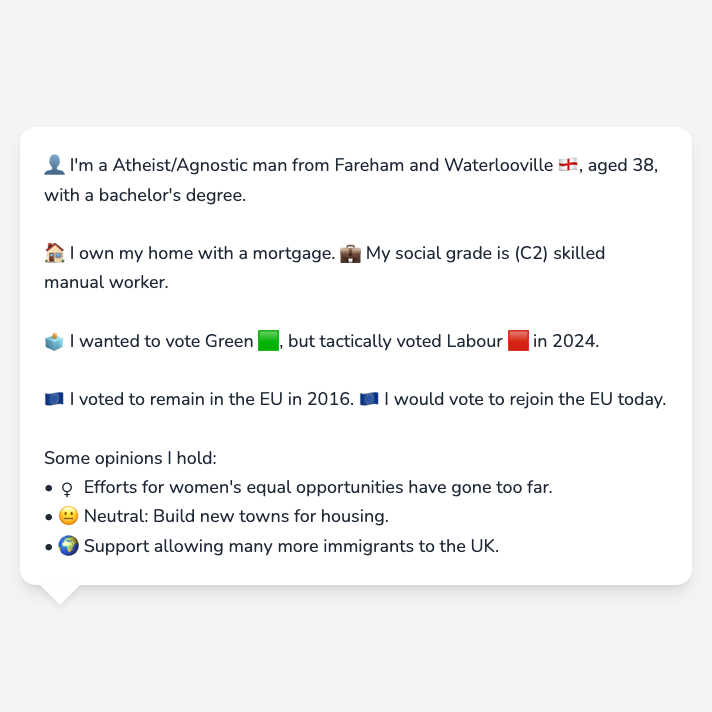 👤 I'm a Atheist/Agnostic man from Fareham and Waterlooville 🏴󠁧󠁢󠁥󠁮󠁧󠁿, aged 38,
with a bachelor's degree.
🏠 I own my home with a mortgage. 💼 My social grade is (C2) skilled
manual worker.
🗳️ I wanted to vote Green 🟩, but tactically voted Labour 🟥 in 2024.
🇪🇺 I voted to remain in the EU in 2016. 🇪🇺 I would vote to rejoin the EU today.
Some opinions I hold:
• ♀ Efforts for women's equal opportunities have gone too far.
• 😐 Neutral: Build new towns for housing.
• 🌍 Support allowing many more immigrants to the UK.